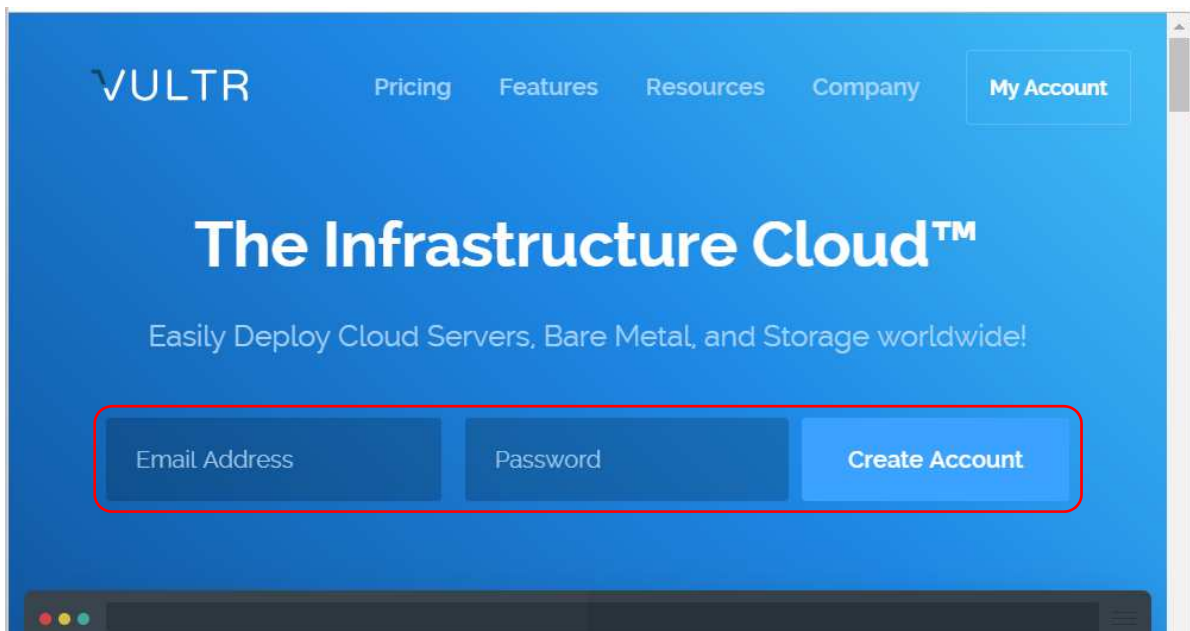 VULTR Pricing Features Resources Company My Account
The Infrastructure Cloud™
Easily Deploy Cloud Servers, Bare Metal, and Storage worldwide!
Email Address Password Create Account